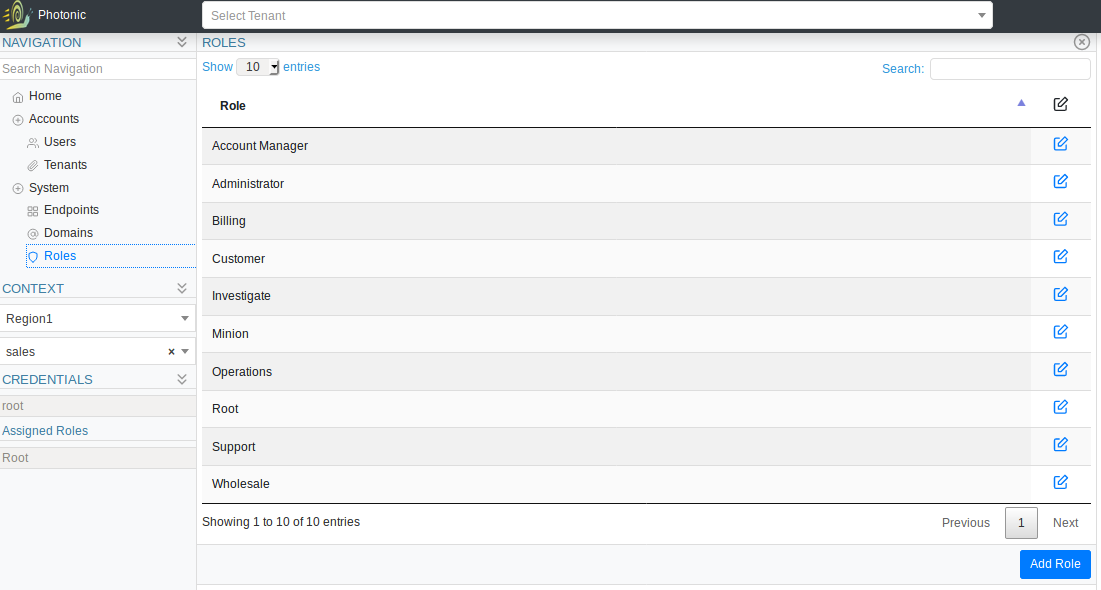 Photonic
Select Tenant
NAVIGATION
Search Navigation
Home
Accounts
Users
Tenants
System
Endpoints
Domains
Roles
CONTEXT
Region1
sales ×
CREDENTIALS
root
Assigned Roles
Root
ROLES
Show 10 entries
Search:
Role
Account Manager
Administrator
Billing
Customer
Investigate
Minion
Operations
Root
Support
Wholesale
Showing 1 to 10 of 10 entries
Previous 1 Next
Add Role